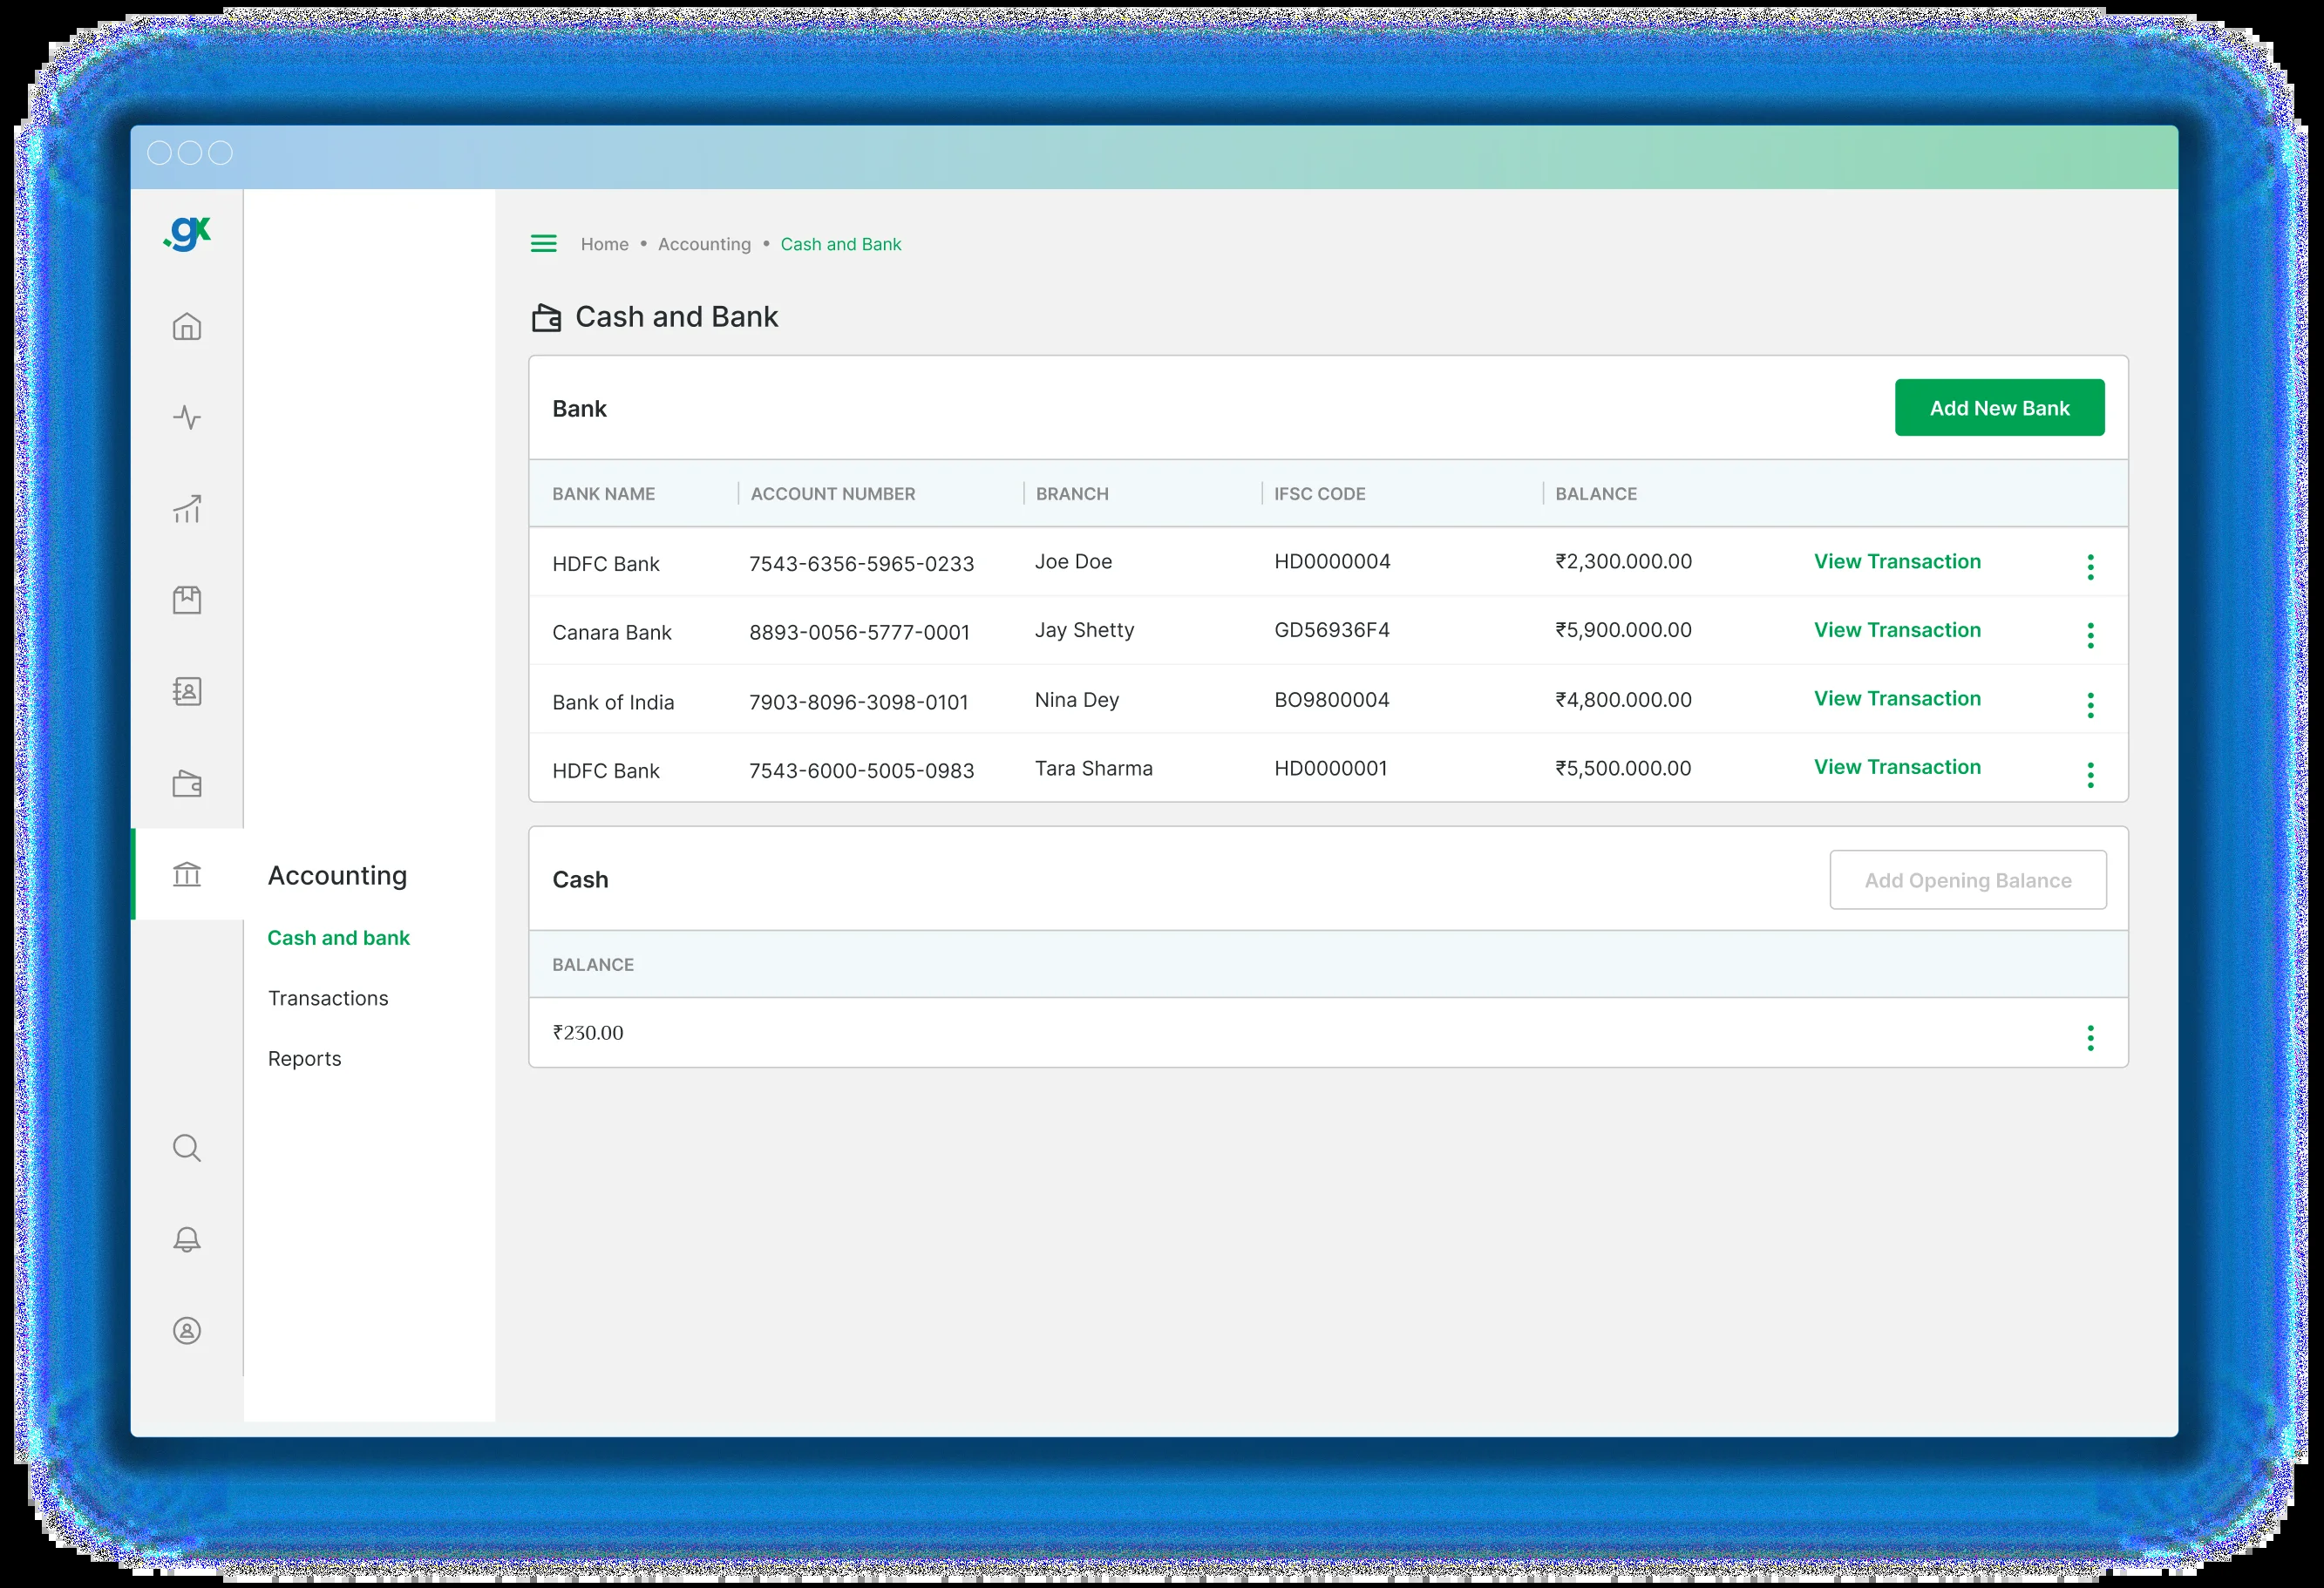 .gx
Home • Accounting • Cash and Bank
Cash and Bank
Bank
Add New Bank
BANK NAME ACCOUNT NUMBER BRANCH IFSC CODE BALANCE
HDFC Bank 7543-6356-5965-0233 Joe Doe HD0000004 ₹2,300.000.00 View Transaction
Canara Bank 8893-0056-5777-0001 Jay Shetty GD56936F4 ₹5,900.000.00 View Transaction
Bank of India 7903-8096-3098-0101 Nina Dey BO9800004 ₹4,800.000.00 View Transaction
HDFC Bank 7543-6000-5005-0983 Tara Sharma HD0000001 ₹5,500.000.00 View Transaction
Accounting
Cash and bank
Transactions
Reports
Cash
Add Opening Balance
BALANCE
₹230.00